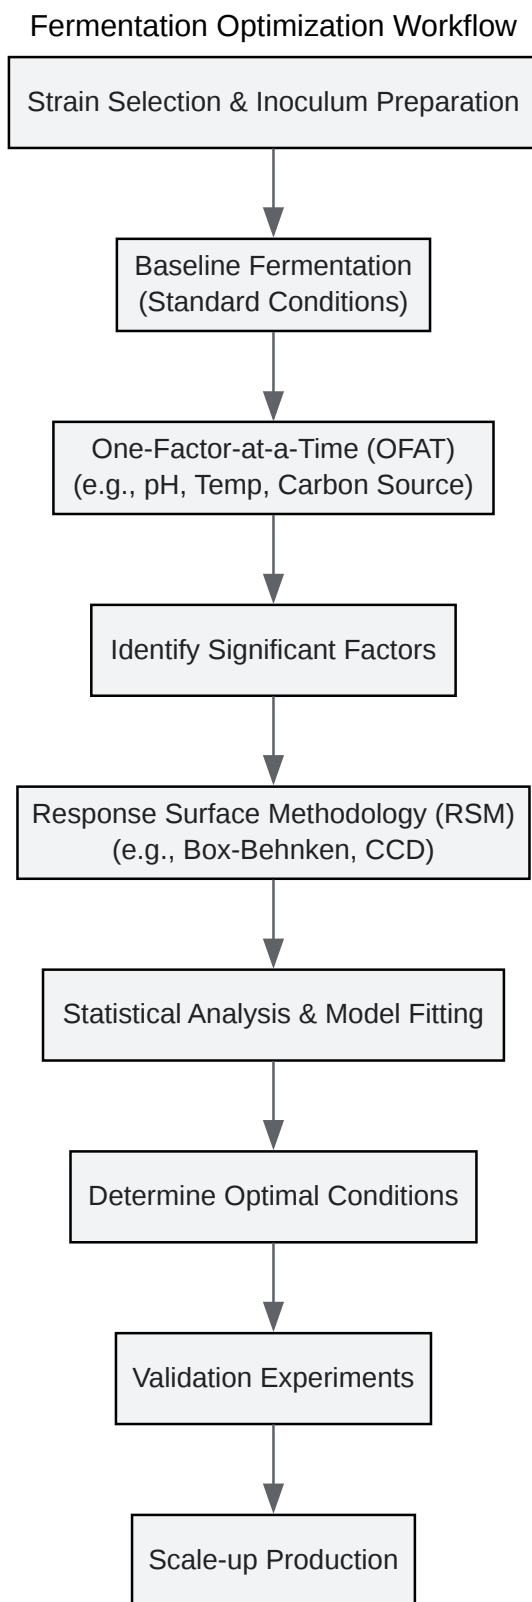 Fermentation Optimization Workflow
Strain Selection & Inoculum Preparation
Baseline Fermentation
(Standard Conditions)
One-Factor-at-a-Time (OFAT)
(e.g., pH, Temp, Carbon Source)
Identify Significant Factors
Response Surface Methodology (RSM)
(e.g., Box-Behnken, CCD)
Statistical Analysis & Model Fitting
Determine Optimal Conditions
Validation Experiments
Scale-up Production